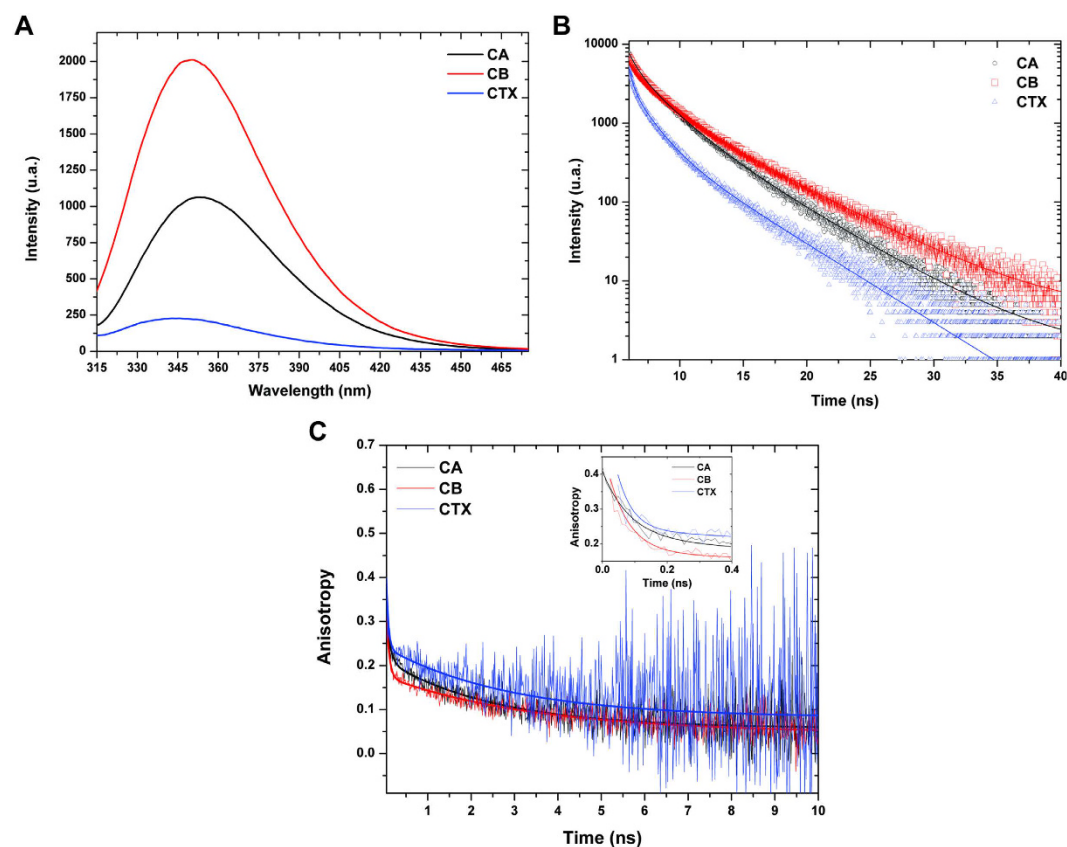 A
CA
CB
CTX
2000
1750
1500
1250
1000
750
500
250
0
Intensity (u.a.)
315 330 345 360 375 390 405 420 435 450 465
Wavelength (nm)
B
CA
CB
CTX
10000
1000
100
10
1
Intensity (u.a.)
10 15 20 25 30 35 40
Time (ns)
C
CA
CB
CTX
0.7
0.6
0.5
0.4
0.3
0.2
0.1
0.0
Anisotropy
1 2 3 4 5 6 7 8 9 10
Time (ns)
CA
CB
CTX
0.4
0.3
0.2
Anisotropy
0.0 0.2 0.4
Time (ns)